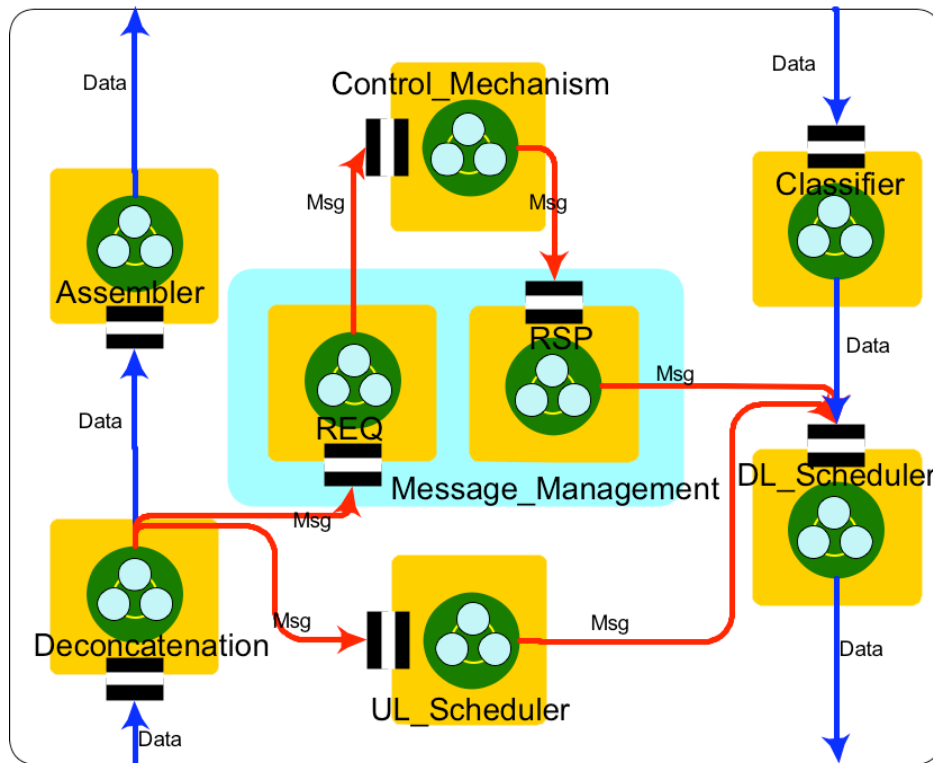 Data
Data
Control_Mechanism
Classifier
Msg
Msg
Assembler
RSP
Data
Msg
Data
REQ
DL_Scheduler
Message_Management
Msg
Msg
Msg
Deconcatenation
Data
UL_Scheduler
Data